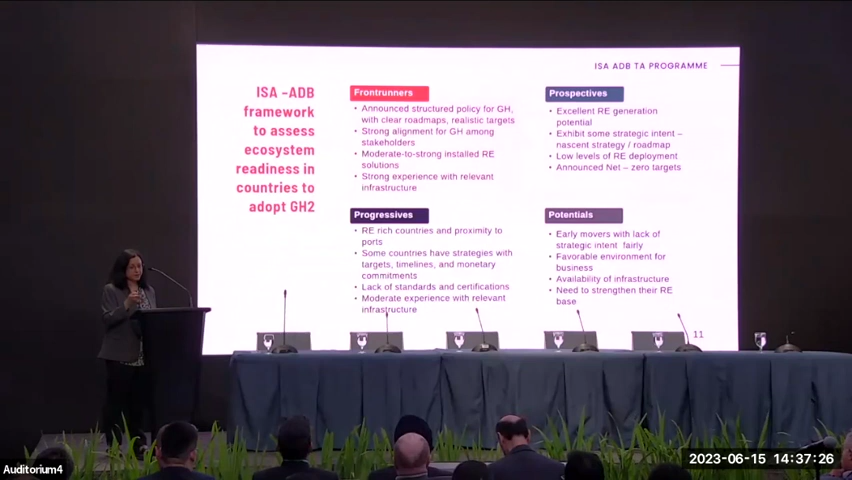 ISA ADB TA PROGRAMME
ISA –ADB
framework
to assess
ecosystem
readiness in
countries to
adopt GH2
Frontrunners
• Announced structured policy for GH,
with clear roadmaps, realistic targets
• Strong alignment for GH among
stakeholders
• Moderate-to-strong installed RE
solutions
• Strong experience with relevant
infrastructure
Prospectives
• Excellent RE generation
potential
• Exhibit some strategic intent –
nascent strategy / roadmap
• Low levels of RE deployment
• Announced Net – zero targets
Progressives
• RE rich countries and proximity to
ports
• Some countries have strategies with
targets, timelines, and monetary
commitments
• Lack of standards and certifications
• Moderate experience with relevant
infrastructure
Potentials
• Early movers with lack of
strategic intent fairly
• Favorable environment for
business
• Availability of infrastructure
• Need to strengthen their RE
base
11
Auditorium4
2023-06-15 14:37:26